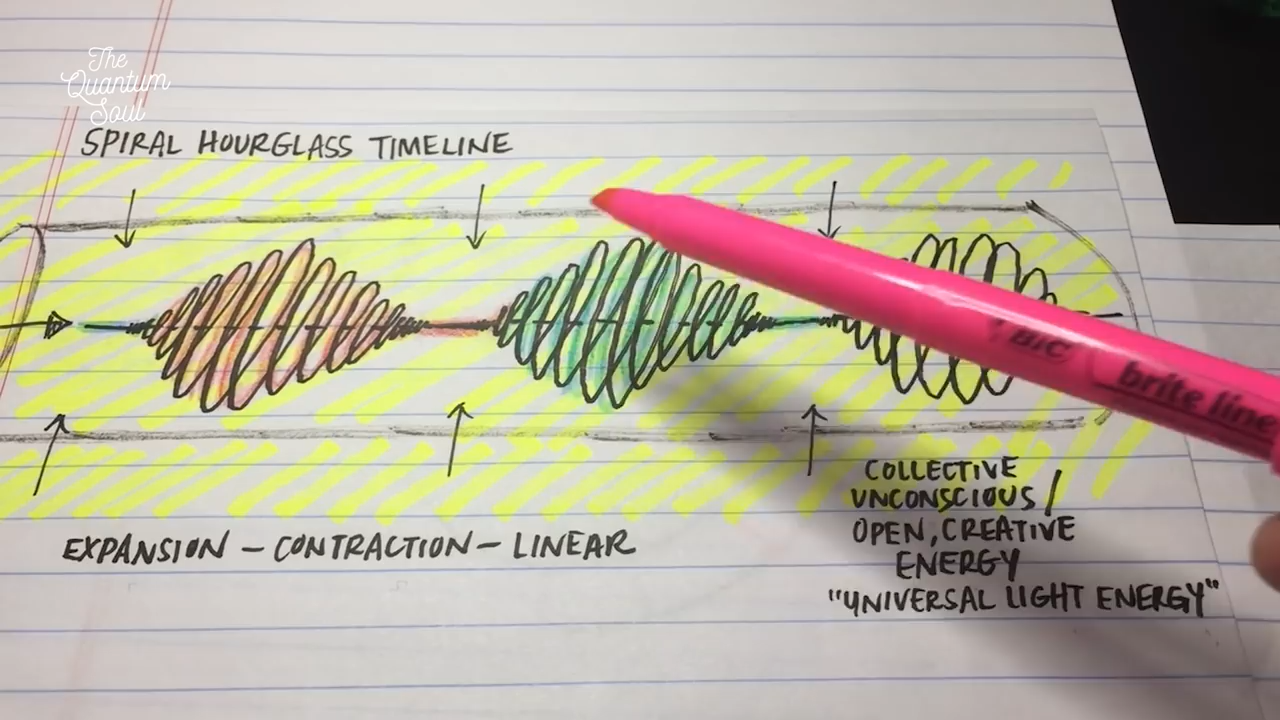 The
Quantum
Soul
SPIRAL HOURGLASS TIMELINE
BIC
brite line
EXPANSION – CONTRACTION – LINEAR
COLLECTIVE
UNCONSCIOUS /
OPEN, CREATIVE
ENERGY
"UNIVERSAL LIGHT ENERGY"